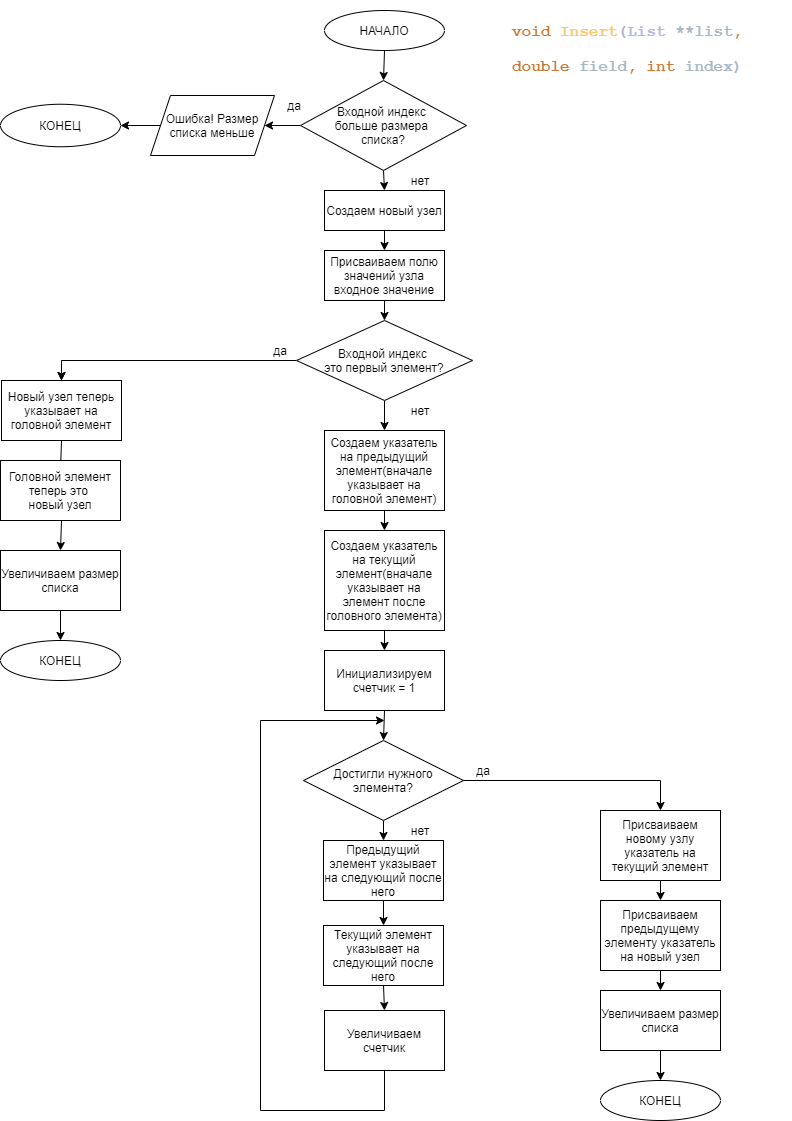 НАЧАЛО
void Insert(List **list,
double field, int index)
Входной индекс
больше размера
списка?
да
Ошибка! Размер
списка меньше
КОНЕЦ
нет
Создаем новый узел
Присваиваем полю
значений узла
входное значение
Входной индекс
это первый элемент?
да
Новый узел теперь
указывает на
головной элемент
Головной элемент
теперь это
новый узел
Увеличиваем размер
списка
КОНЕЦ
нет
Создаем указатель
на предыдущий
элемент(вначале
указывает на
головной элемент)
Создаем указатель
на текущий
элемент(вначале
указывает на
элемент после
головного элемента)
Инициализируем
счетчик = 1
Достигли нужного
элемента?
да
нет
Предыдущий
элемент указывает
на следующий после
него
Текущий элемент
указывает на
следующий после
него
Увеличиваем
счетчик
Присваиваем
новому узлу
указатель на
текущий элемент
Присваиваем
предыдущему
элементу указатель
на новый узел
Увеличиваем размер
списка
КОНЕЦ